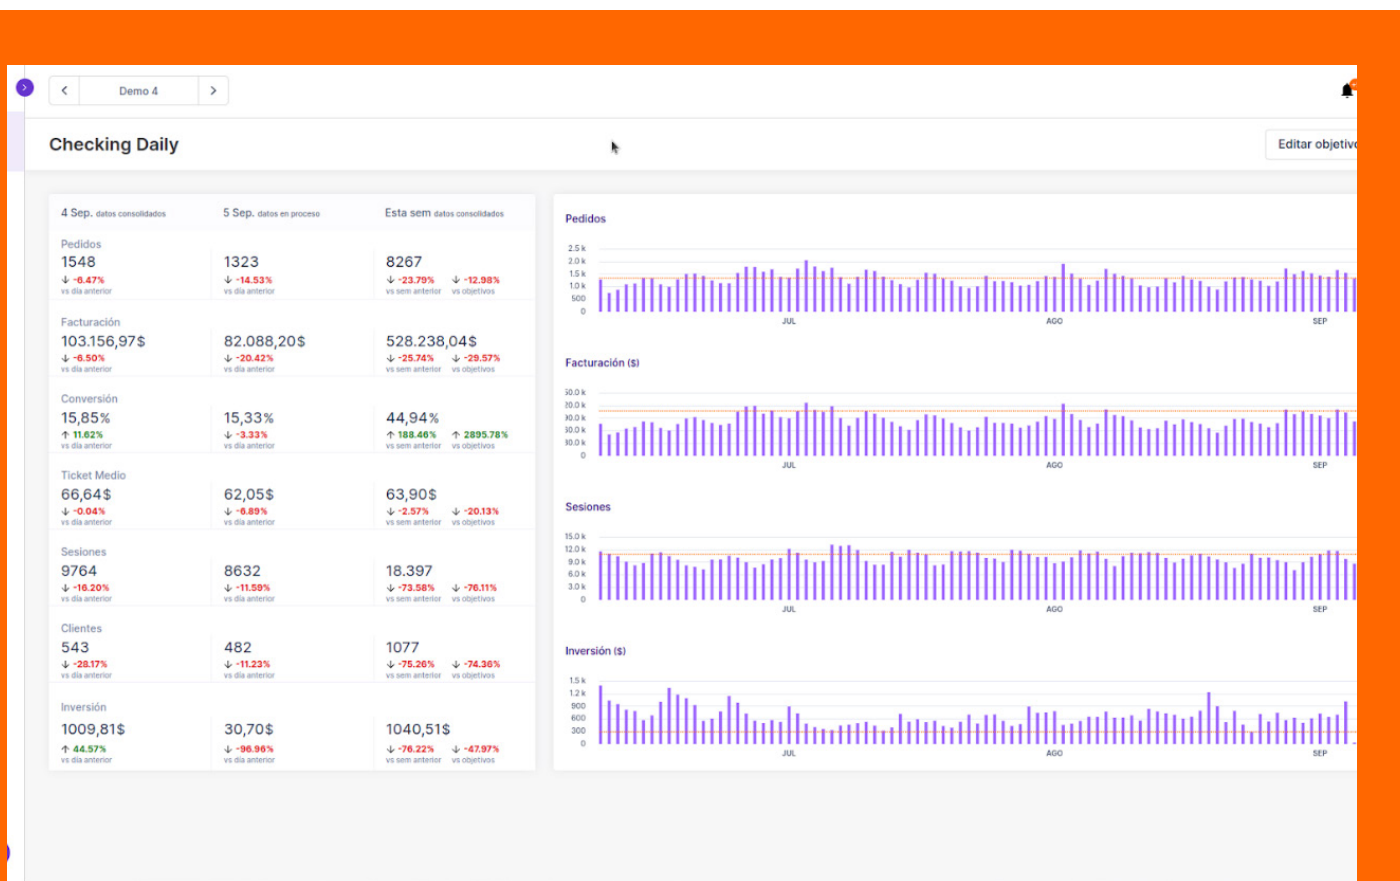 Demo 4
Checking Daily
Editar objetivo
4 Sep. datos consolidados 5 Sep. datos en proceso Esta sem datos consolidados
Pedidos
1548 1323 8267
↓ -6.47% ↓ -14.53% ↓ -23.79% ↓ -12.98%
vs día anterior vs día anterior vs sem anterior vs objetivos
Facturación
103.156,97$ 82.088,20$ 528.238,04$
↓ -6.50% ↓ -20.42% ↓ -25.74% ↓ -29.57%
vs día anterior vs día anterior vs sem anterior vs objetivos
Conversión
15,85% 15,33% 44,94%
↑ 11.62% ↓ -3.33% ↑ 188.46% ↑ 2895.78%
vs día anterior vs día anterior vs sem anterior vs objetivos
Ticket Medio
66,64$ 62,05$ 63,90$
↓ -0.04% ↓ -6.89% ↓ -2.57% ↓ -20.13%
vs día anterior vs día anterior vs sem anterior vs objetivos
Sesiones
9764 8632 18.397
↓ -16.20% ↓ -11.59% ↓ -73.58% ↓ -76.11%
vs día anterior vs día anterior vs sem anterior vs objetivos
Clientes
543 482 1077
↓ -28.17% ↓ -11.23% ↓ -75.26% ↓ -74.36%
vs día anterior vs día anterior vs sem anterior vs objetivos
Inversión
1009,81$ 30,70$ 1040,51$
↑ 44.57% ↓ -96.96% ↓ -76.22% ↓ -47.97%
vs día anterior vs día anterior vs sem anterior vs objetivos
Pedidos
2.5 k
2.0 k
1.5 k
1.0 k
500
0
JUL AGO SEP
Facturación ($)
0
JUL AGO SEP
Sesiones
15.0 k
12.0 k
9.0 k
6.0 k
3.0 k
0
JUL AGO SEP
Inversión ($)
1.5 k
1.2 k
900
600
300
0
JUL AGO SEP